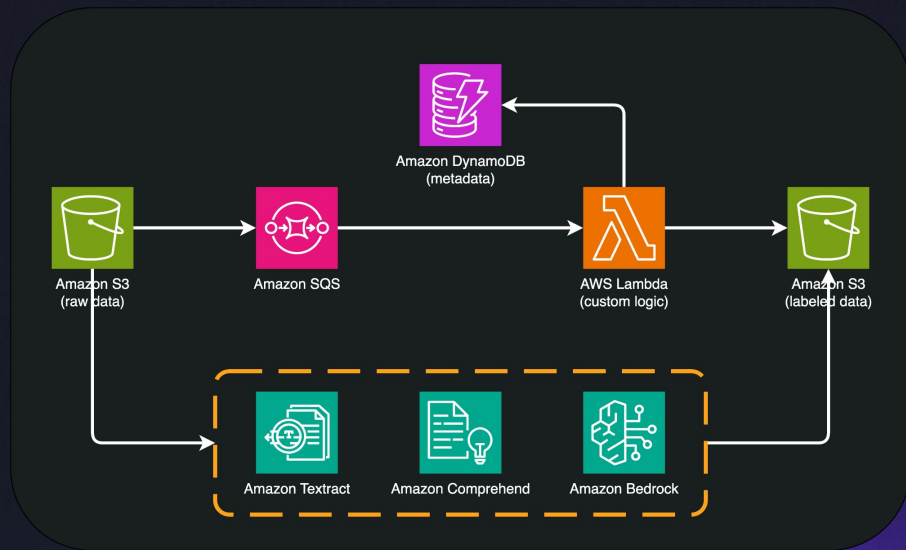 Amazon DynamoDB
(metadata)
Amazon S3
(raw data)
Amazon SQS
AWS Lambda
(custom logic)
Amazon S3
(labeled data)
Amazon Textract
Amazon Comprehend
Amazon Bedrock